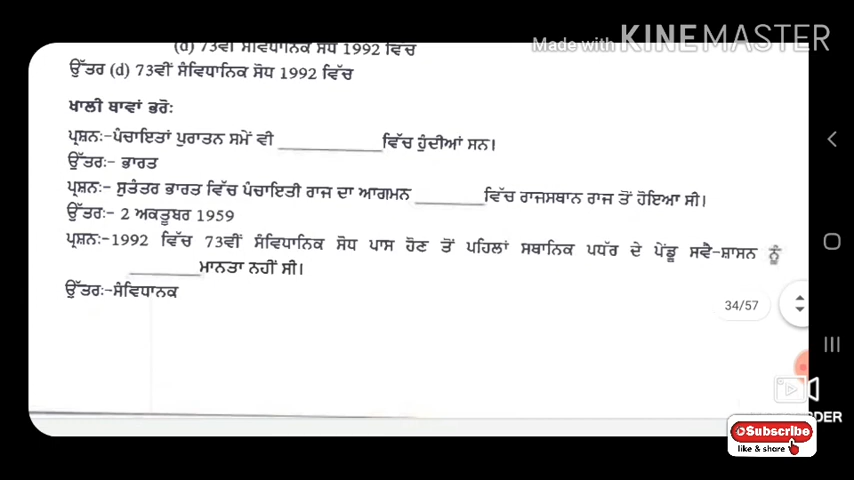 (d) 73ਵੀਂ ਸੰਵਿਧਾਨਿਕ ਸੋਧ 1992 ਵਿੱਚ
Made with KINEMASTER
ਉੱਤਰ (d) 73ਵੀਂ ਸੰਵਿਧਾਨਿਕ ਸੋਧ 1992 ਵਿੱਚ
ਖਾਲੀ ਥਾਵਾਂ ਭਰੋ:
ਪ੍ਰਸ਼ਨ:-ਪੰਚਾਇਤਾਂ ਪੁਰਾਤਨ ਸਮੇਂ ਵੀ ____________ ਵਿੱਚ ਹੁੰਦੀਆਂ ਸਨ।
ਉੱਤਰ:- ਭਾਰਤ
ਪ੍ਰਸ਼ਨ:- ਸੁਤੰਤਰ ਭਾਰਤ ਵਿੱਚ ਪੰਚਾਇਤੀ ਰਾਜ ਦਾ ਆਗਮਨ ________ ਵਿੱਚ ਰਾਜਸਥਾਨ ਰਾਜ ਤੋਂ ਹੋਇਆ ਸੀ।
ਉੱਤਰ:- 2 ਅਕਤੂਬਰ 1959
ਪ੍ਰਸ਼ਨ:-1992 ਵਿੱਚ 73ਵੀਂ ਸੰਵਿਧਾਨਿਕ ਸੋਧ ਪਾਸ ਹੋਣ ਤੋਂ ਪਹਿਲਾਂ ਸਥਾਨਿਕ ਪਧੱਰ ਦੇ ਪੇਂਡੂ ਸਵੈ-ਸ਼ਾਸਨ ਨੂੰ
________ ਮਾਨਤਾ ਨਹੀਂ ਸੀ।
ਉੱਤਰ:-ਸੰਵਿਧਾਨਕ
34/57
Subscribe
like & share